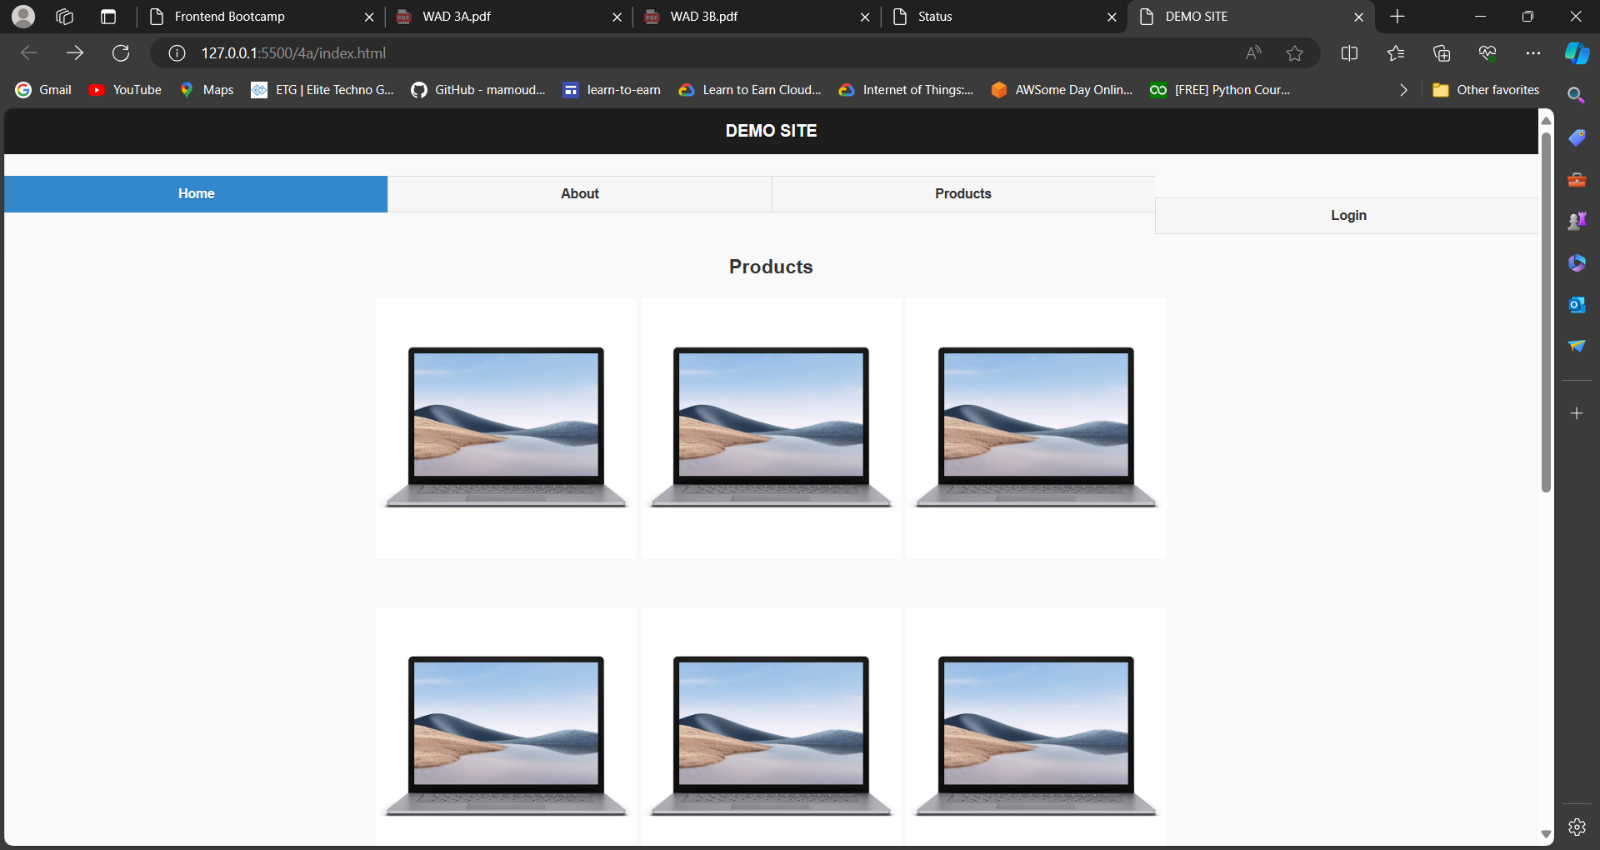 Frontend Bootcamp
WAD 3A.pdf
WAD 3B.pdf
Status
DEMO SITE
127.0.0.1:5500/4a/index.html
Gmail
YouTube
Maps
ETG | Elite Techno G...
GitHub - mamoud...
learn-to-earn
Learn to Earn Cloud...
Internet of Things:...
AWSome Day Onlin...
[FREE] Python Cour...
Other favorites
DEMO SITE
Home
About
Products
Login
Products